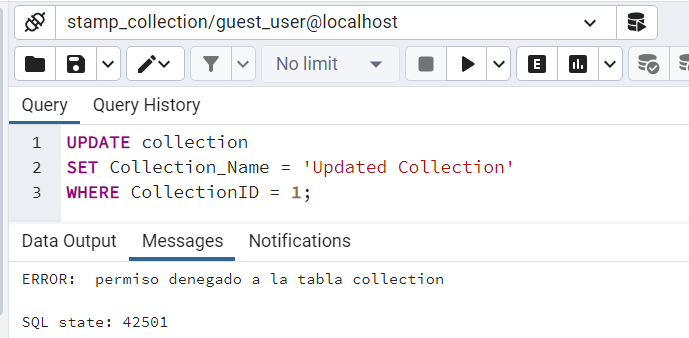 stamp_collection/guest_user@localhost
No limit
E
Query Query History
1 UPDATE collection
2 SET Collection_Name = 'Updated Collection'
3 WHERE CollectionID = 1;
Data Output Messages Notifications
ERROR:  permiso denegado a la tabla collection
SQL state: 42501